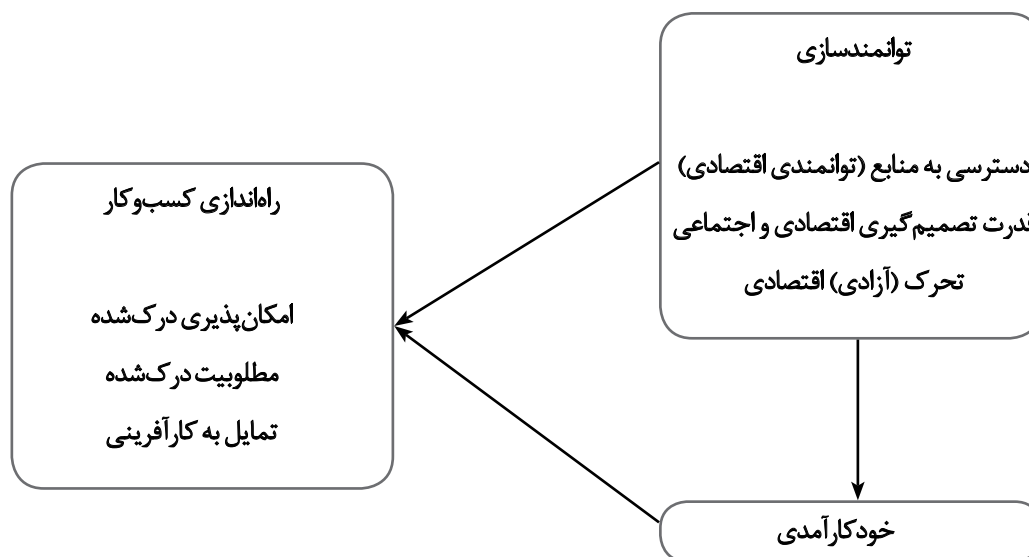 توانمندسازی
دسترسی به منابع (توانمندی اقتصادی)
قدرت تصمیم‌گیری اقتصادی و اجتماعی
تحرک (آزادی) اقتصادی
راه‌اندازی کسب‌وکار
امکان‌پذیری درک‌شده
مطلوبیت درک‌شده
تمایل به کارآفرینی
خودکارآمدی